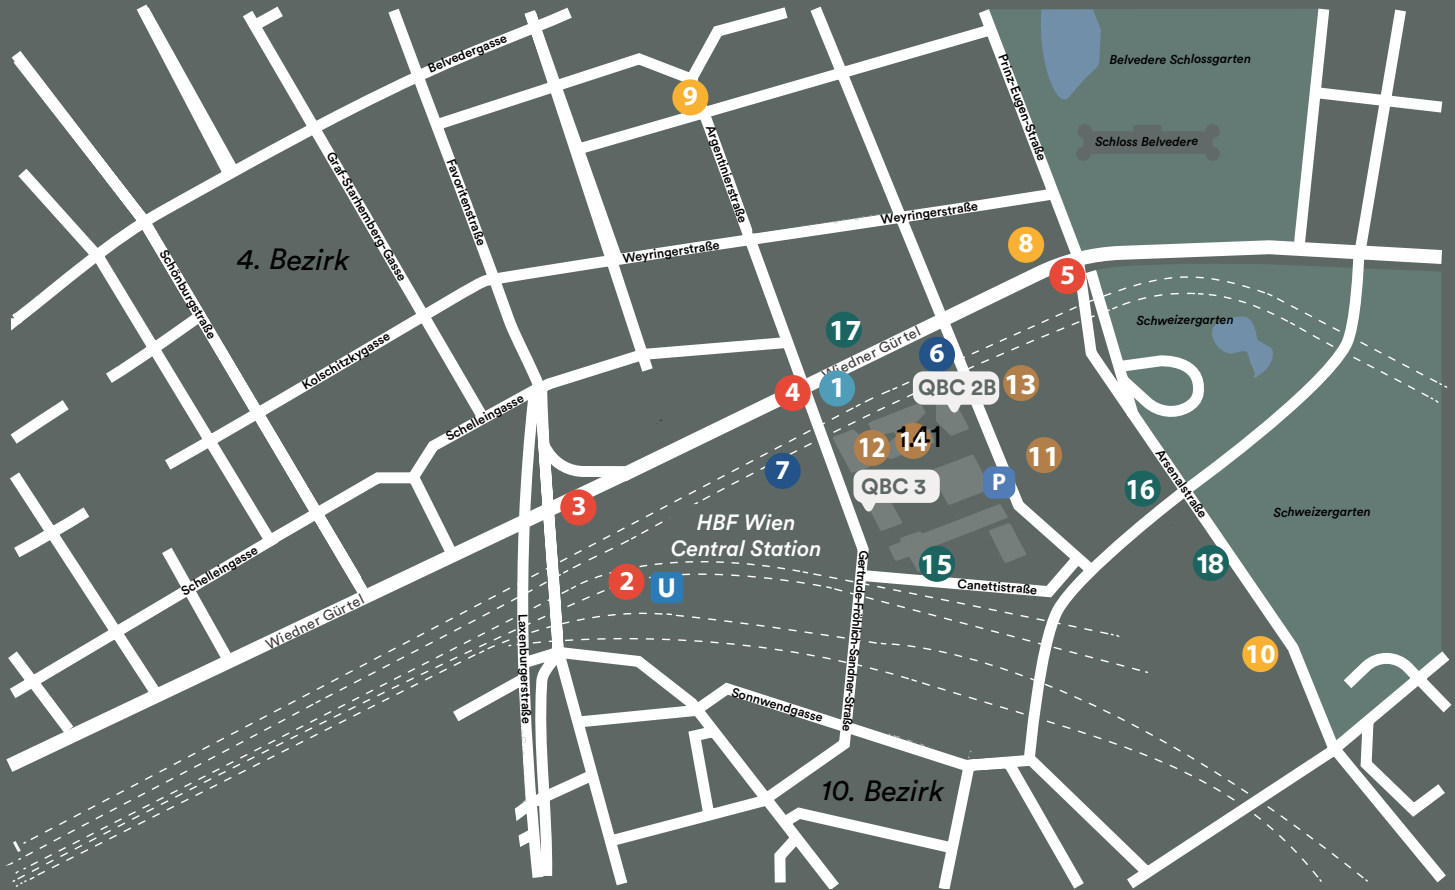 Belvedergasse
Belvedere Schlossgarten
Prinz-Eugen-Straße
9
Argentinierstraße
Schloss Belvedere
Graf-Starhemberg-Gasse
Favoritenstraße
Weyringerstraße
Weyringerstraße
8
4. Bezirk
Schönburgstraße
5
17
Schweizergarten
Wiedner Gürtel
6
Kolschitzkygasse
4
1
QBC 2B
13
Schelleingasse
12
14
11
7
QBC 3
P
16
Arsenalstraße
3
Schweizergarten
HBF Wien
Central Station
Schelleingasse
2
U
15
18
Canettistraße
Gertrude-Fröhlich-Sandner-Straße
Wiedner Gürtel
Laxenburgerstraße
10
Sonnwendgasse
10. Bezirk